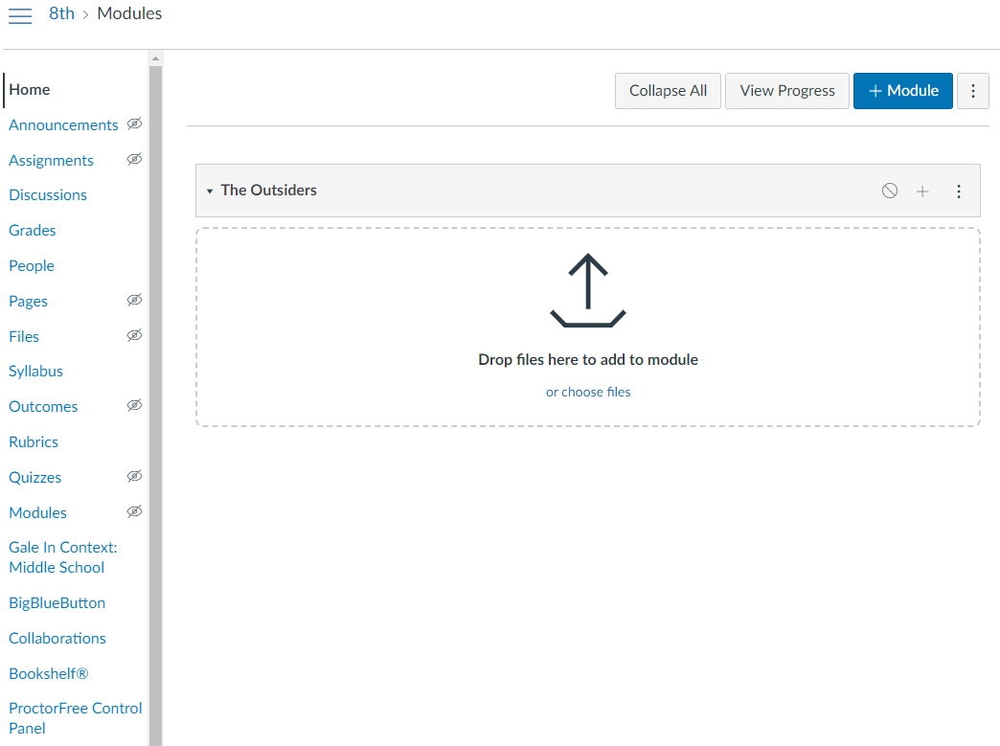 8th › Modules
Collapse All
View Progress
+ Module
Home
Announcements
Assignments
Discussions
Grades
People
Pages
Files
Syllabus
Outcomes
Rubrics
Quizzes
Modules
Gale In Context:
Middle School
BigBlueButton
Collaborations
Bookshelf®
ProctorFree Control
Panel
The Outsiders
Drop files here to add to module
or choose files